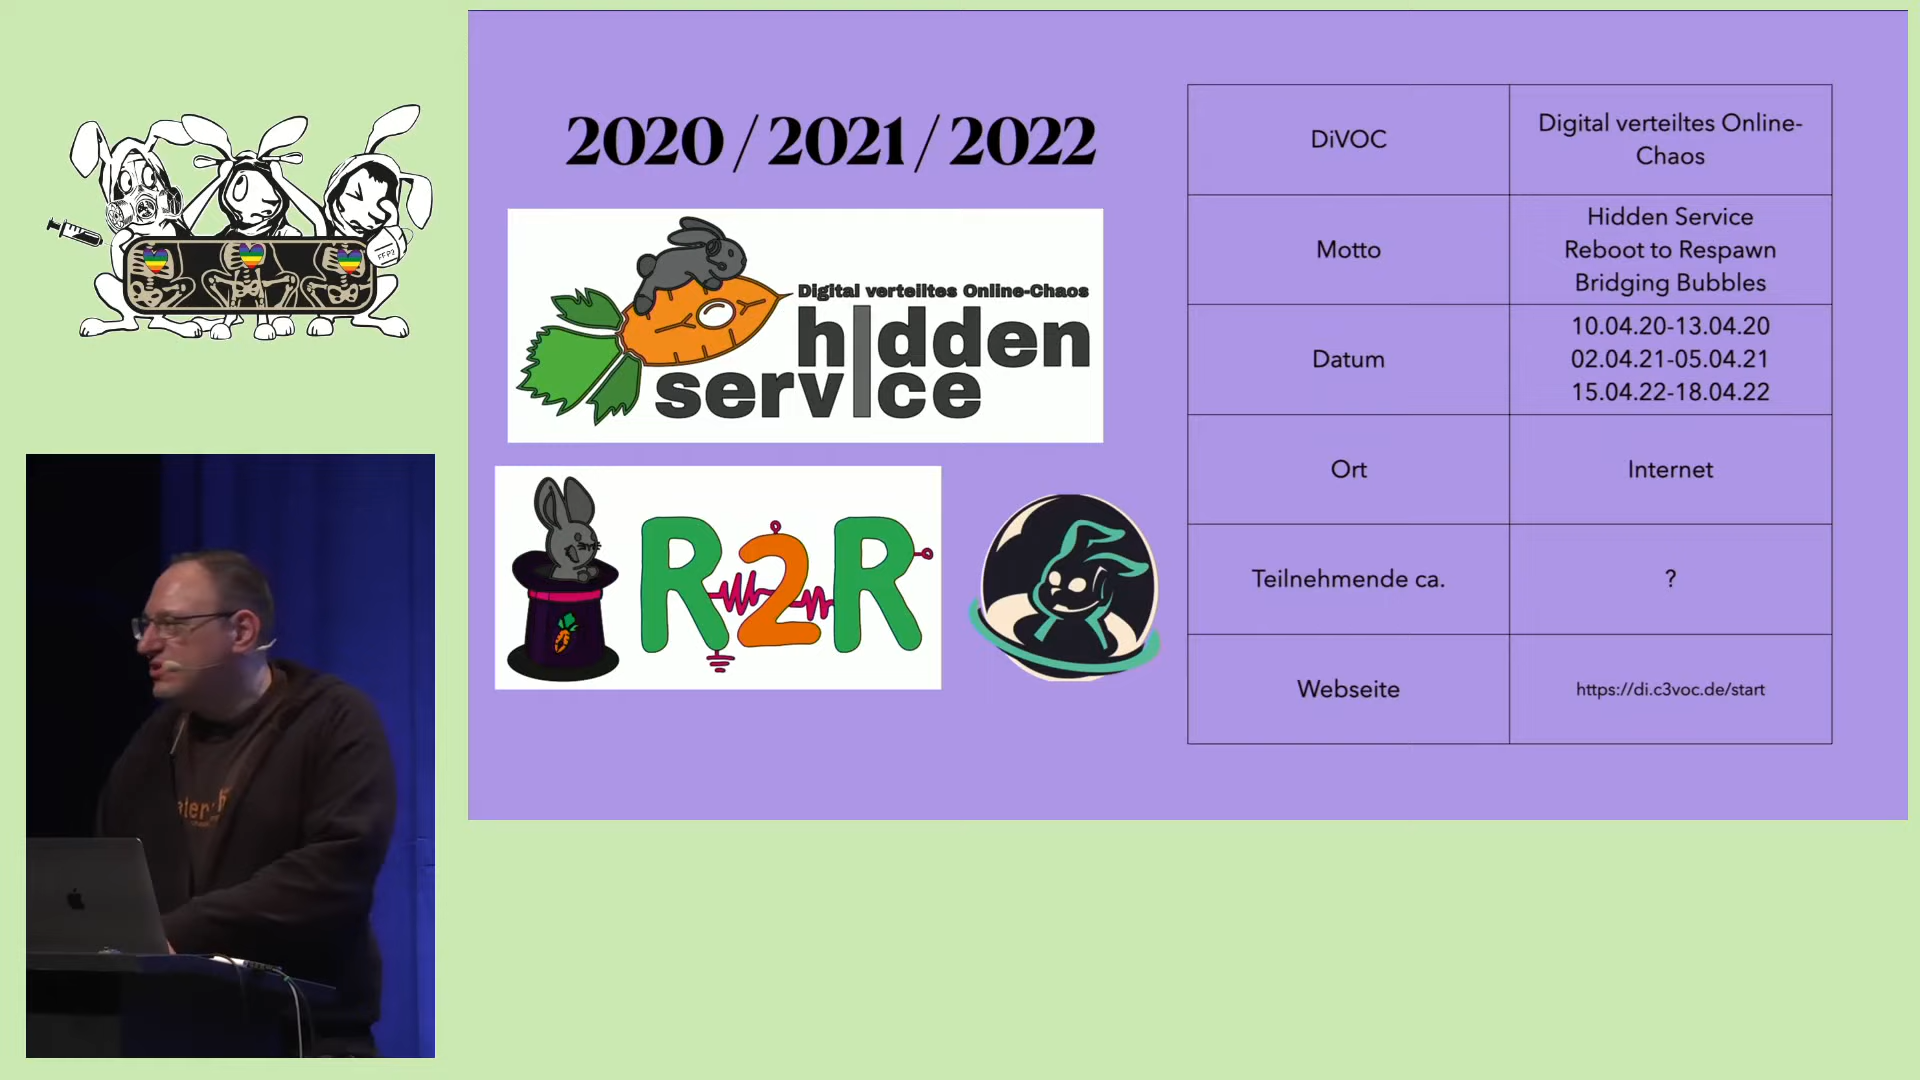 2020 / 2021 / 2022
Digital verteiltes Online-Chaos
hidden
service
R2R
DiVOC
Digital verteiltes Online-
Chaos
Motto
Hidden Service
Reboot to Respawn
Bridging Bubbles
Datum
10.04.20-13.04.20
02.04.21-05.04.21
15.04.22-18.04.22
Ort
Internet
Teilnehmende ca.
?
Webseite
https://di.c3voc.de/start
FFP2